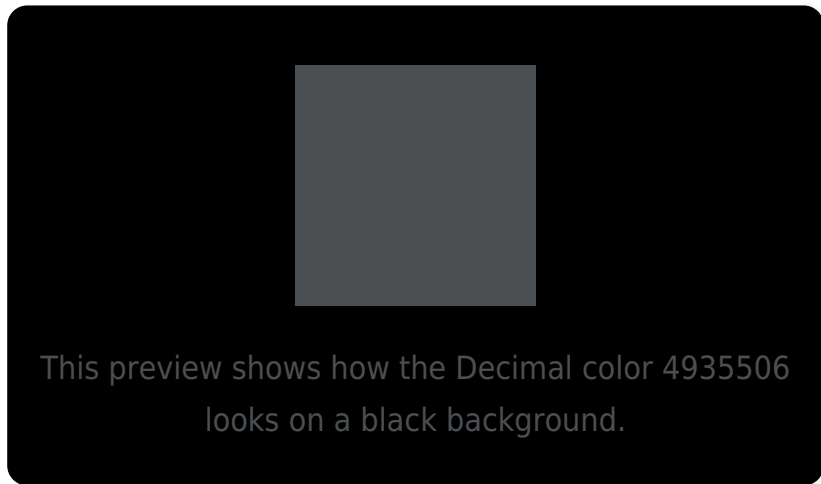 This preview shows how the Decimal color 4935506
looks on a black background.